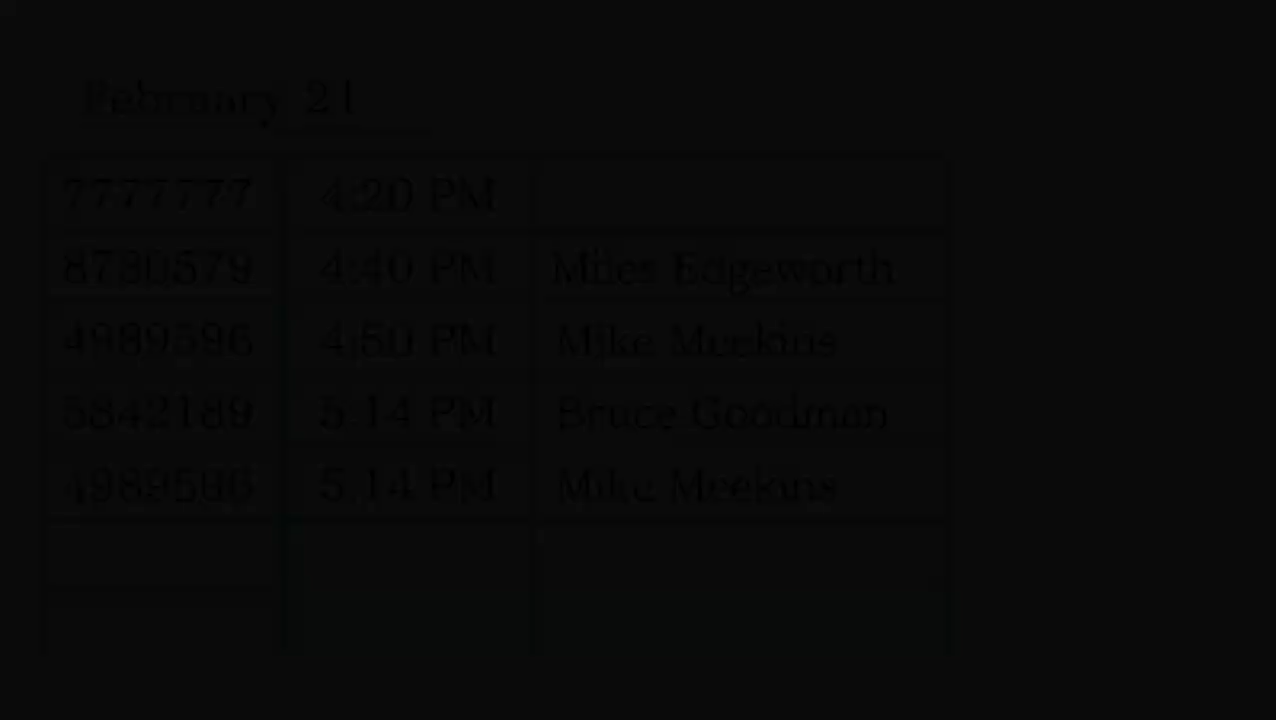 February 21
7777777 4:20 PM
8730579 4:40 PM Miles Edgeworth
4989596 4:50 PM Mike Meekins
5842189 5:14 PM Bruce Goodman
4989596 5:14 PM Mike Meekins